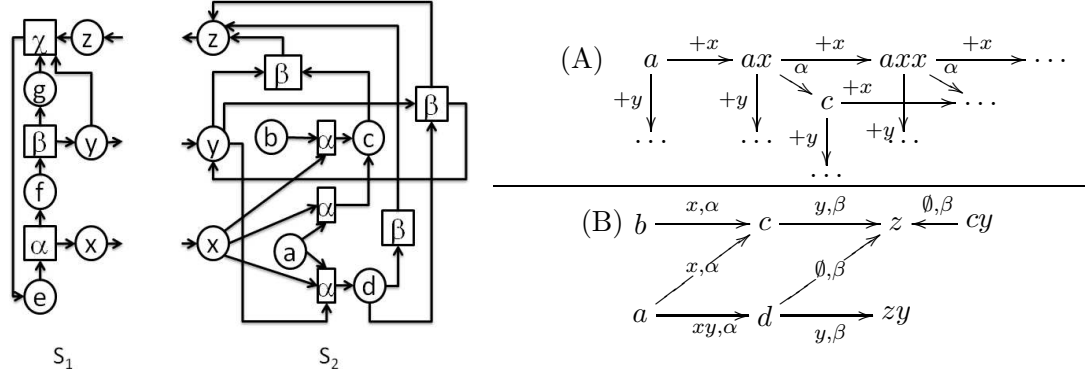 χ z
g
β y
f
α x
e
S₁
z
β
β
y b α c
α
x a β
α d
S₂
(A) a +x ax +x axx +x ...
α α
c +x ...
+y +y +y +y
... ... ... ...
(B) b x,α c y,β z ∅,β cy
x,α ∅,β
a xy,α d y,β zy